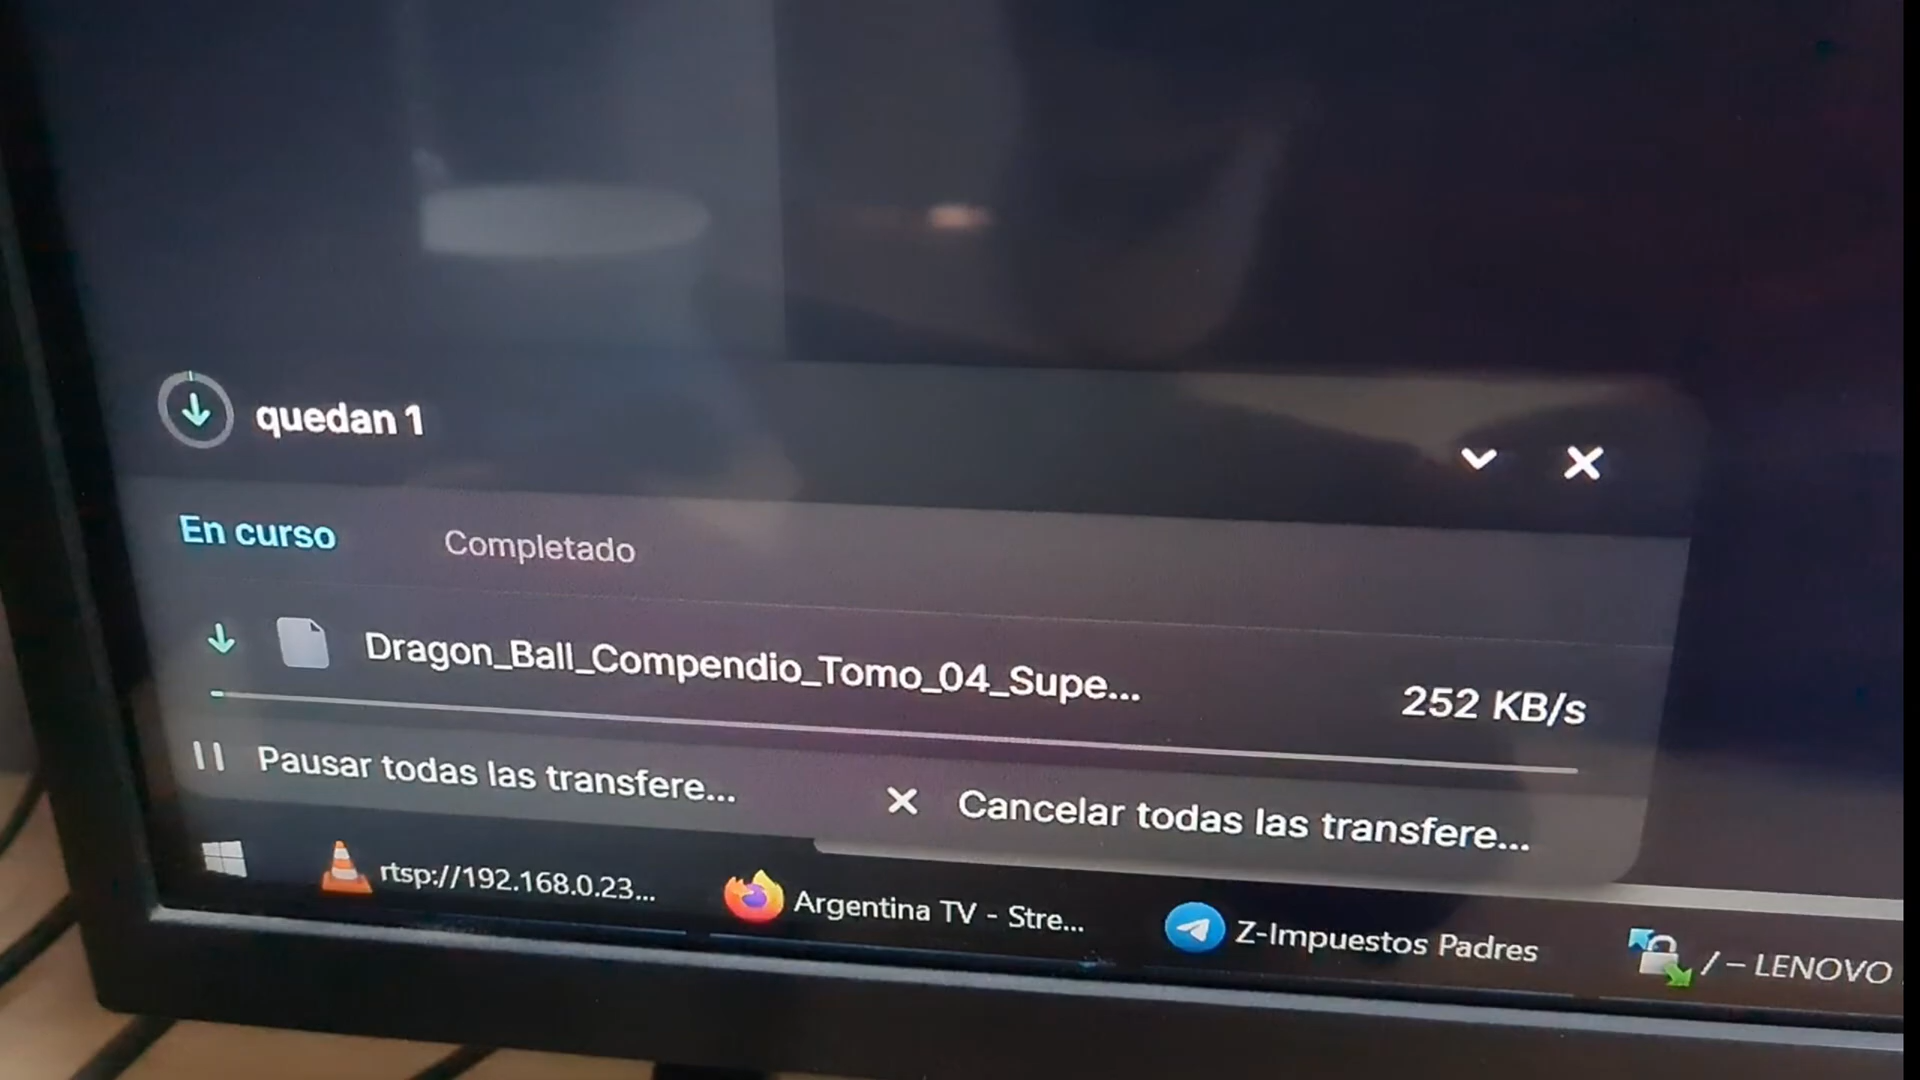 quedan 1
En curso
Completado
Dragon_Ball_Compendio_Tomo_04_Supe...
252 KB/s
Pausar todas las transfere...
Cancelar todas las transfere...
rtsp://192.168.0.23...
Argentina TV - Stre...
Z-Impuestos Padres
/ – LENOVO